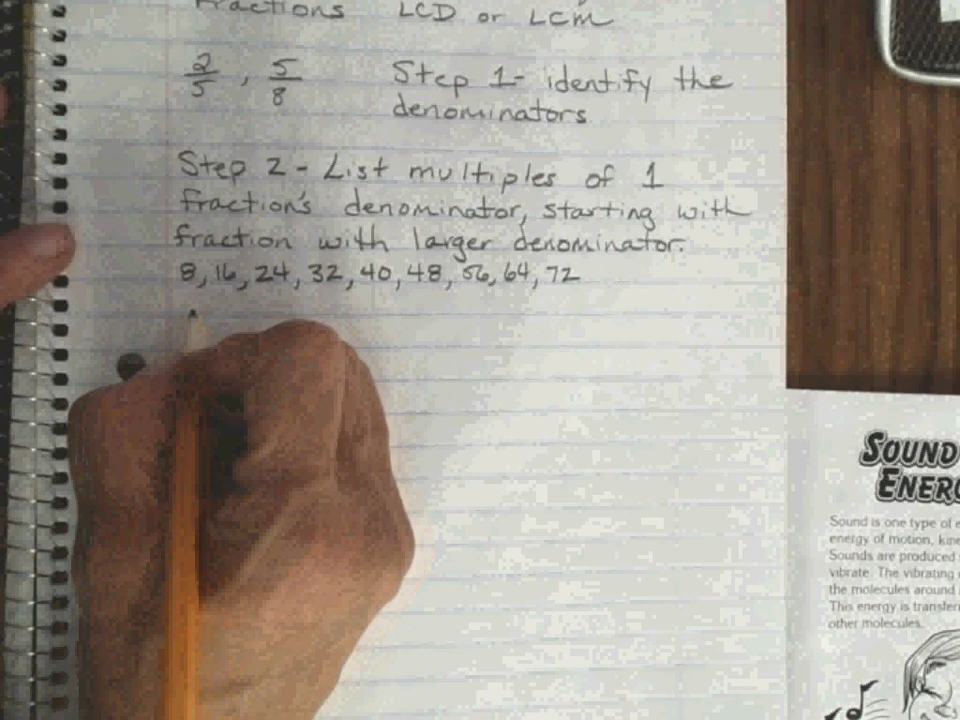 Fractions LCD or LCM
2/5 , 5/8 Step 1- identify the
denominators
Step 2 - List multiples of 1
fraction's denominator, starting with
fraction with larger denominator.
8, 16, 24, 32, 40, 48, 56, 64, 72
SOUND
ENER
Sound is one type of
energy of motion, kine
Sounds are produced
vibrate. The vibrating
the molecules around
This energy is transfer
other molecules.